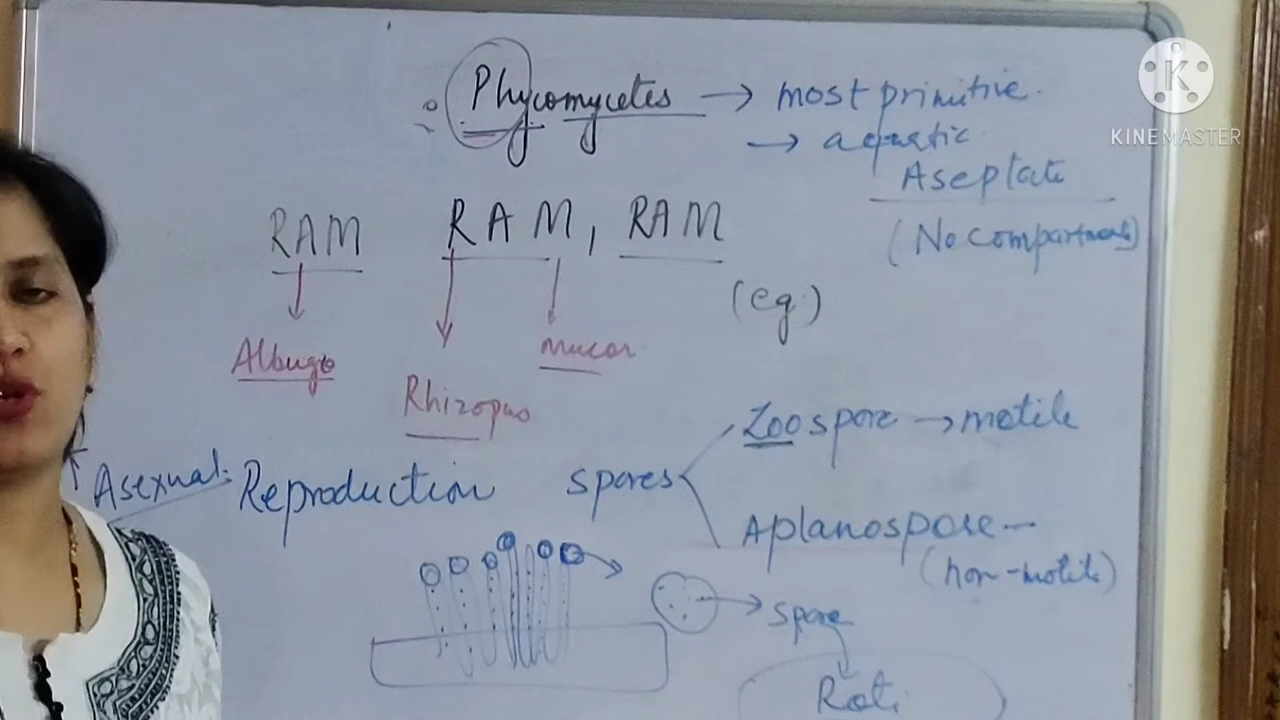 Phycomycetes → most primitive.
→ aquatic
Aseptate
(No compartments)
RAM RAM, RAM
(eg.)
Albugo
Mucor
Rhizopus
Zoospore → motile
Asexual: Reproduction spores
Aplanospore -
(non-motile)
→ spore
Roti
K
KINEMASTER